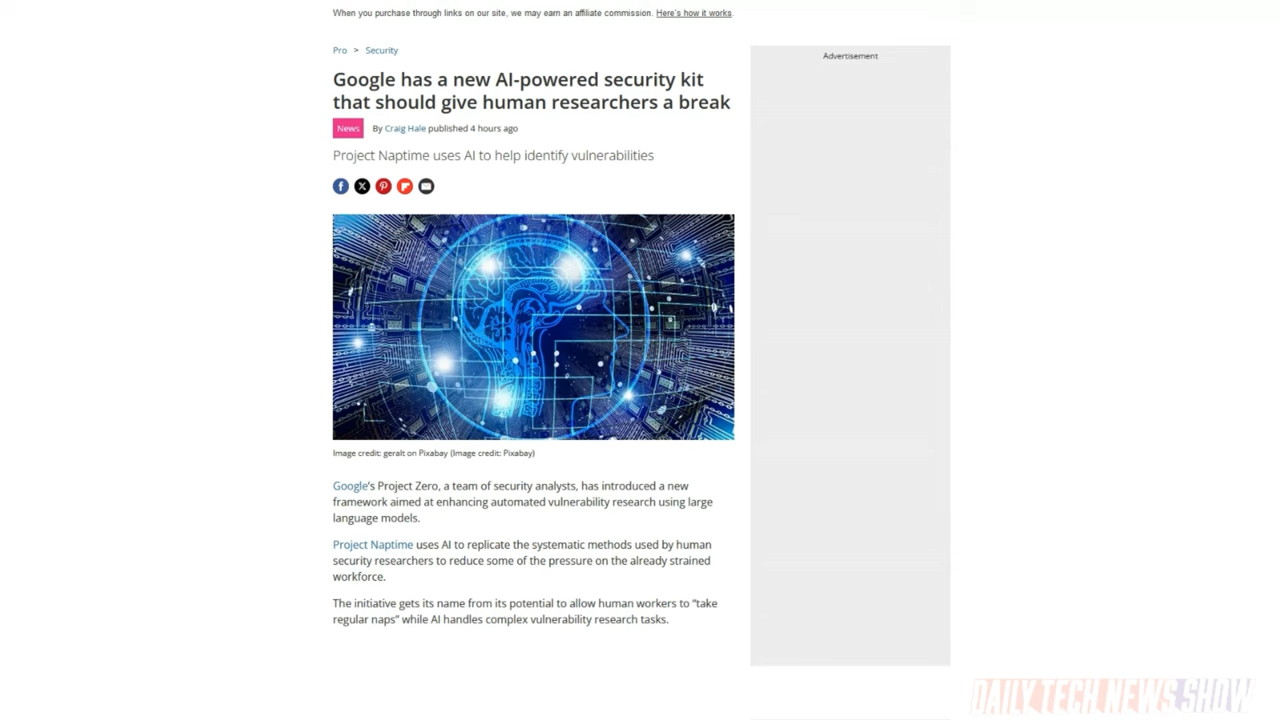 When you purchase through links on our site, we may earn an affiliate commission. Here's how it works.
Pro > Security
Google has a new AI-powered security kit
that should give human researchers a break
News By Craig Hale published 4 hours ago
Project Naptime uses AI to help identify vulnerabilities
Image credit: geralt on Pixabay (Image credit: Pixabay)
Google's Project Zero, a team of security analysts, has introduced a new
framework aimed at enhancing automated vulnerability research using large
language models.
Project Naptime uses AI to replicate the systematic methods used by human
security researchers to reduce some of the pressure on the already strained
workforce.
The initiative gets its name from its potential to allow human workers to “take
regular naps” while AI handles complex vulnerability research tasks.
Advertisement
DAILY TECH NEWS SHOW